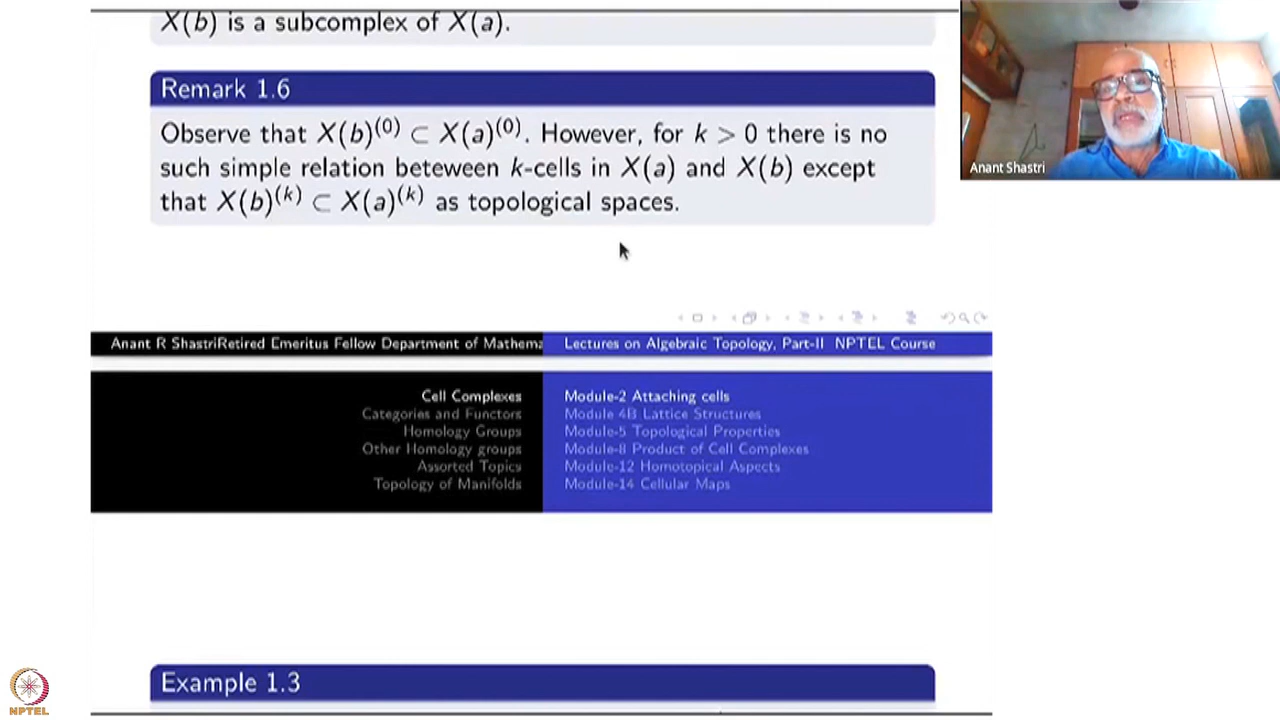 X(b) is a subcomplex of X(a).
Remark 1.6
Observe that X(b)⁽⁰⁾ ⊂ X(a)⁽⁰⁾. However, for k > 0 there is no
such simple relation beteween k-cells in X(a) and X(b) except
that X(b)⁽ᵏ⁾ ⊂ X(a)⁽ᵏ⁾ as topological spaces.
Anant Shastri
Anant R ShastriRetired Emeritus Fellow Department of Mathema
Lectures on Algebraic Topology, Part-II NPTEL Course
Cell Complexes
Categories and Functors
Homology Groups
Other Homology groups
Assorted Topics
Topology of Manifolds
Module-2 Attaching cells
Module 4B Lattice Structures
Module-5 Topological Properties
Module-8 Product of Cell Complexes
Module-12 Homotopical Aspects
Module-14 Cellular Maps
Example 1.3
NPTEL